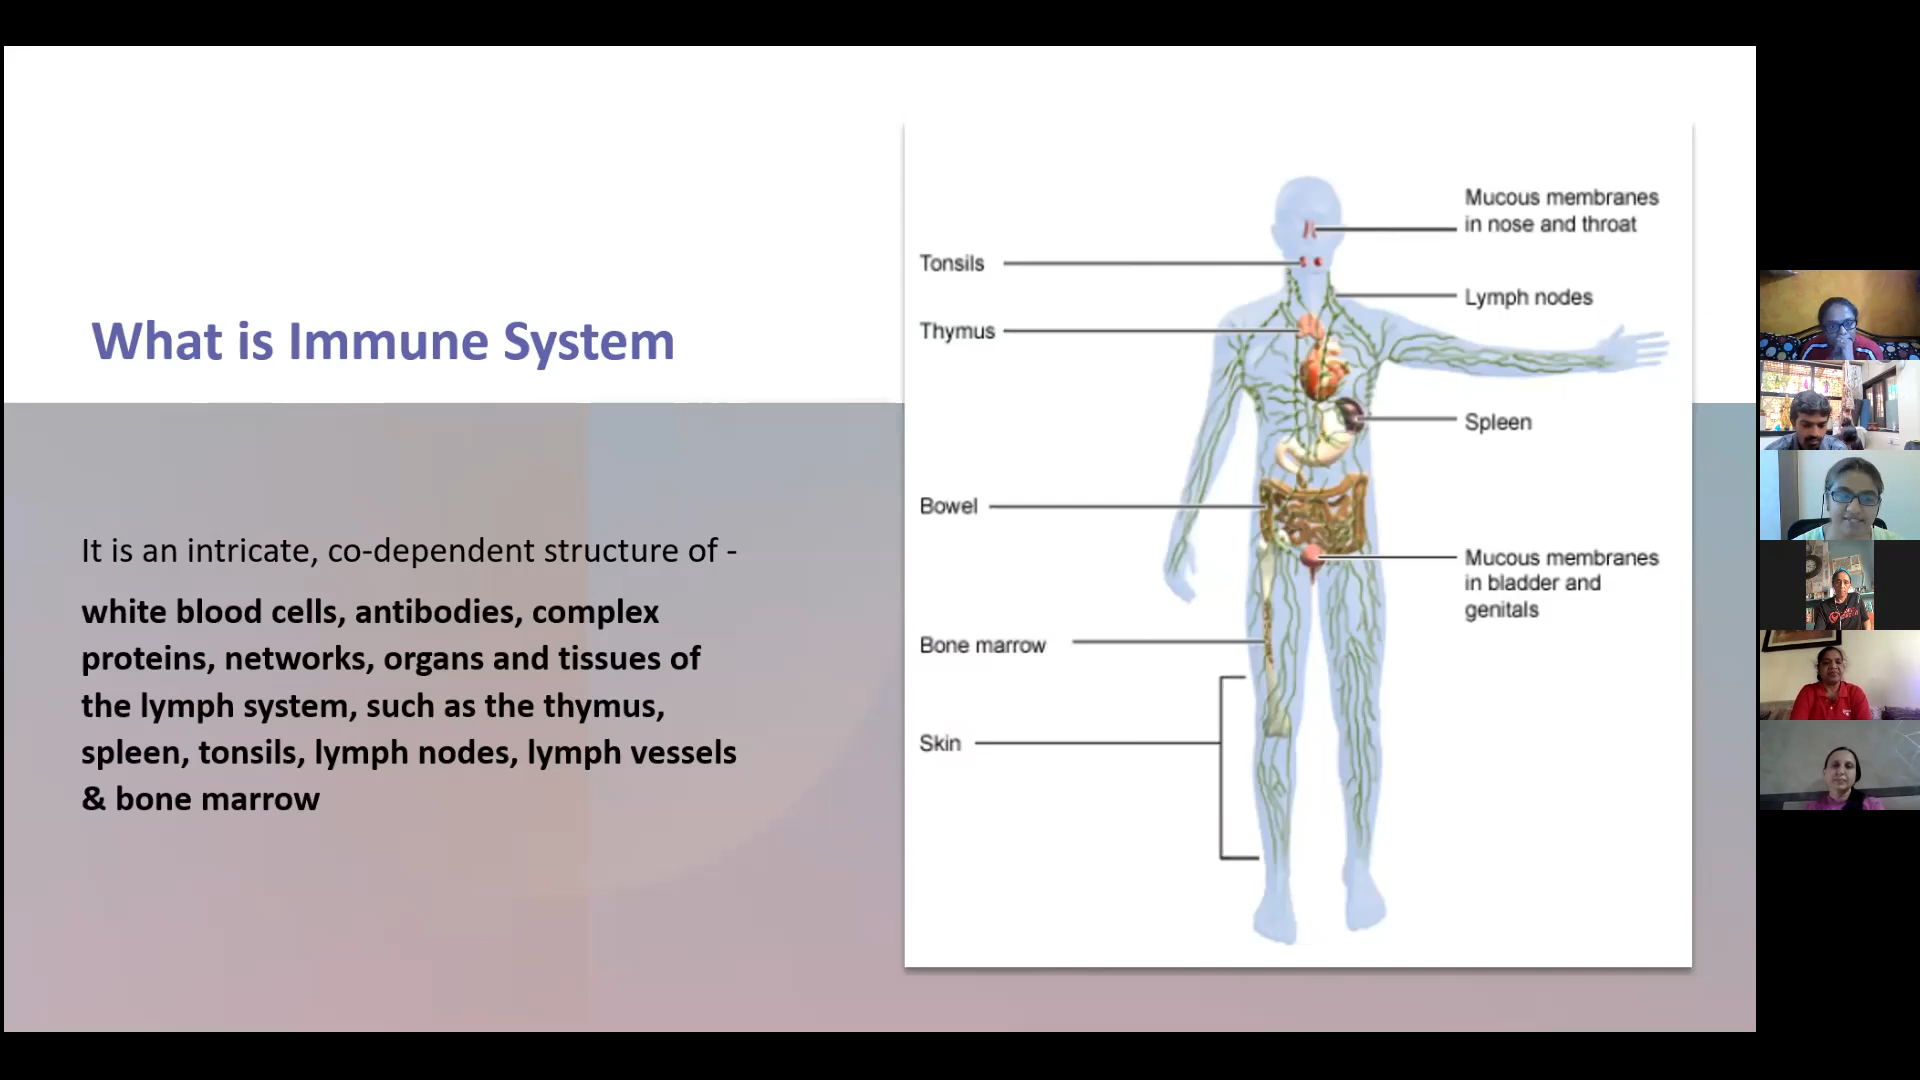 What is Immune System
It is an intricate, co-dependent structure of -
white blood cells, antibodies, complex
proteins, networks, organs and tissues of
the lymph system, such as the thymus,
spleen, tonsils, lymph nodes, lymph vessels
& bone marrow
Mucous membranes
in nose and throat
Tonsils
Lymph nodes
Thymus
Spleen
Bowel
Mucous membranes
in bladder and
genitals
Bone marrow
Skin